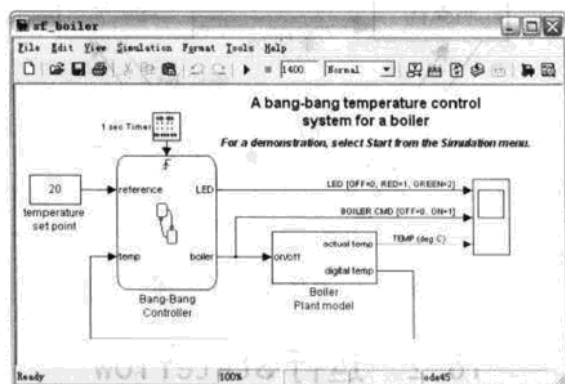 sf_boiler
File Edit View Simulation Format Tools Help
1400 Normal
A bang-bang temperature control
system for a boiler
For a demonstration, select Start from the Simulation menu.
1 sec Timer
20
temperature
set point
reference
LED
temp
boiler
Bang-Bang
Controller
LED [OFF=0, RED=1, GREEN=2]
BOILER CMD [OFF=0, ON=1]
TEMP (deg C)
on/off
actual temp
digital temp
Boiler
Plant model
Ready 100% ode45